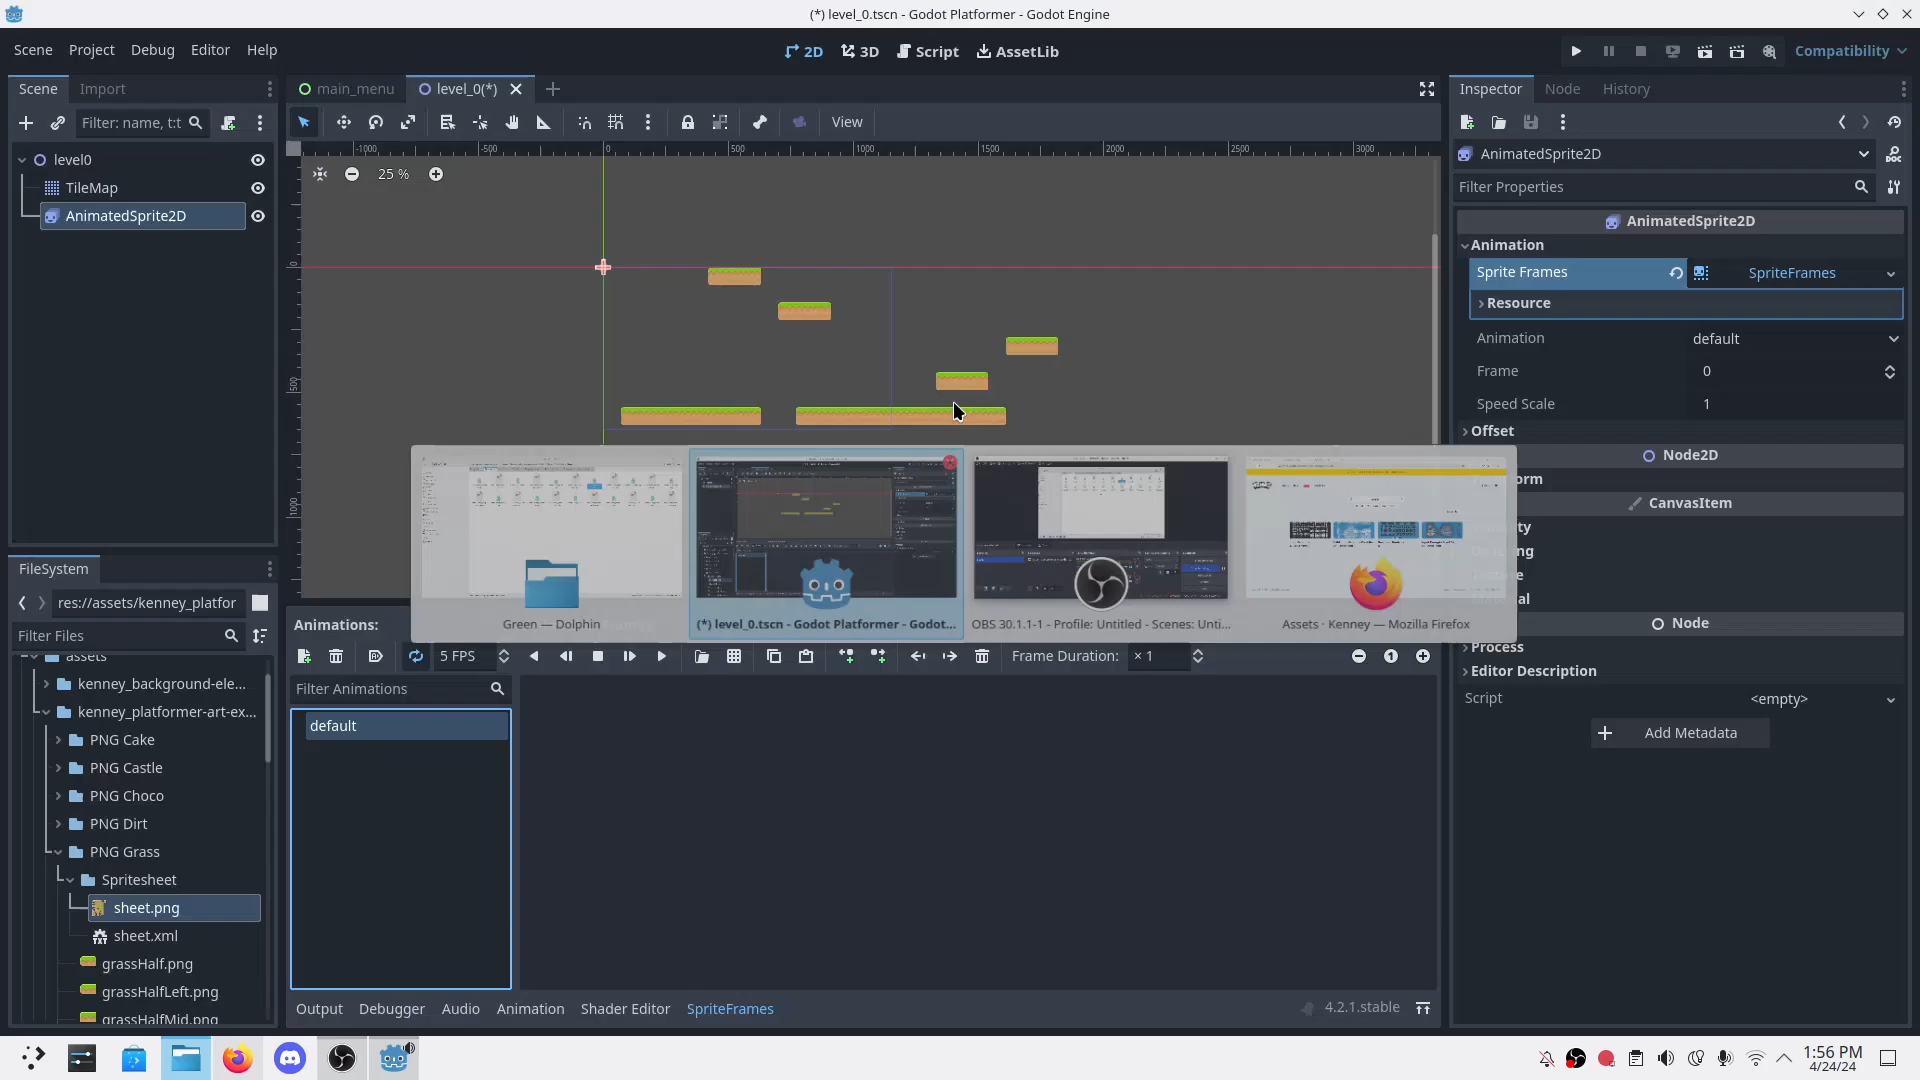 (*) level_0.tscn - Godot Platformer - Godot Engine
Scene Project Debug Editor Help
2D 3D Script AssetLib
Compatibility
Scene Import
main_menu level_0(*)
Inspector Node History
Filter: name, t:t
View
-1000 -500 0 500 1000 1500 2000 2500 3000
level0
TileMap
AnimatedSprite2D
25 %
0
500
1000
AnimatedSprite2D
DOC
Filter Properties
AnimatedSprite2D
Animation
Sprite Frames SpriteFrames
Resource
Animation default
Frame 0
Speed Scale 1
Offset
Node2D
CanvasItem
Node
Process
Editor Description
Script <empty>
Add Metadata
Green — Dolphin
(*) level_0.tscn - Godot Platformer - Godot...
OBS 30.1.1-1 - Profile: Untitled - Scenes: Unti...
Assets · Kenney — Mozilla Firefox
FileSystem
res://assets/kenney_platfor
Filter Files
assets
kenney_background-ele...
kenney_platformer-art-ex...
PNG Cake
PNG Castle
PNG Choco
PNG Dirt
PNG Grass
Spritesheet
sheet.png
sheet.xml
grassHalf.png
grassHalfLeft.png
grassHalfMid.png
Animations:
5 FPS
Frame Duration: × 1
Filter Animations
default
Output Debugger Audio Animation Shader Editor SpriteFrames
4.2.1.stable
1:56 PM
4/24/24